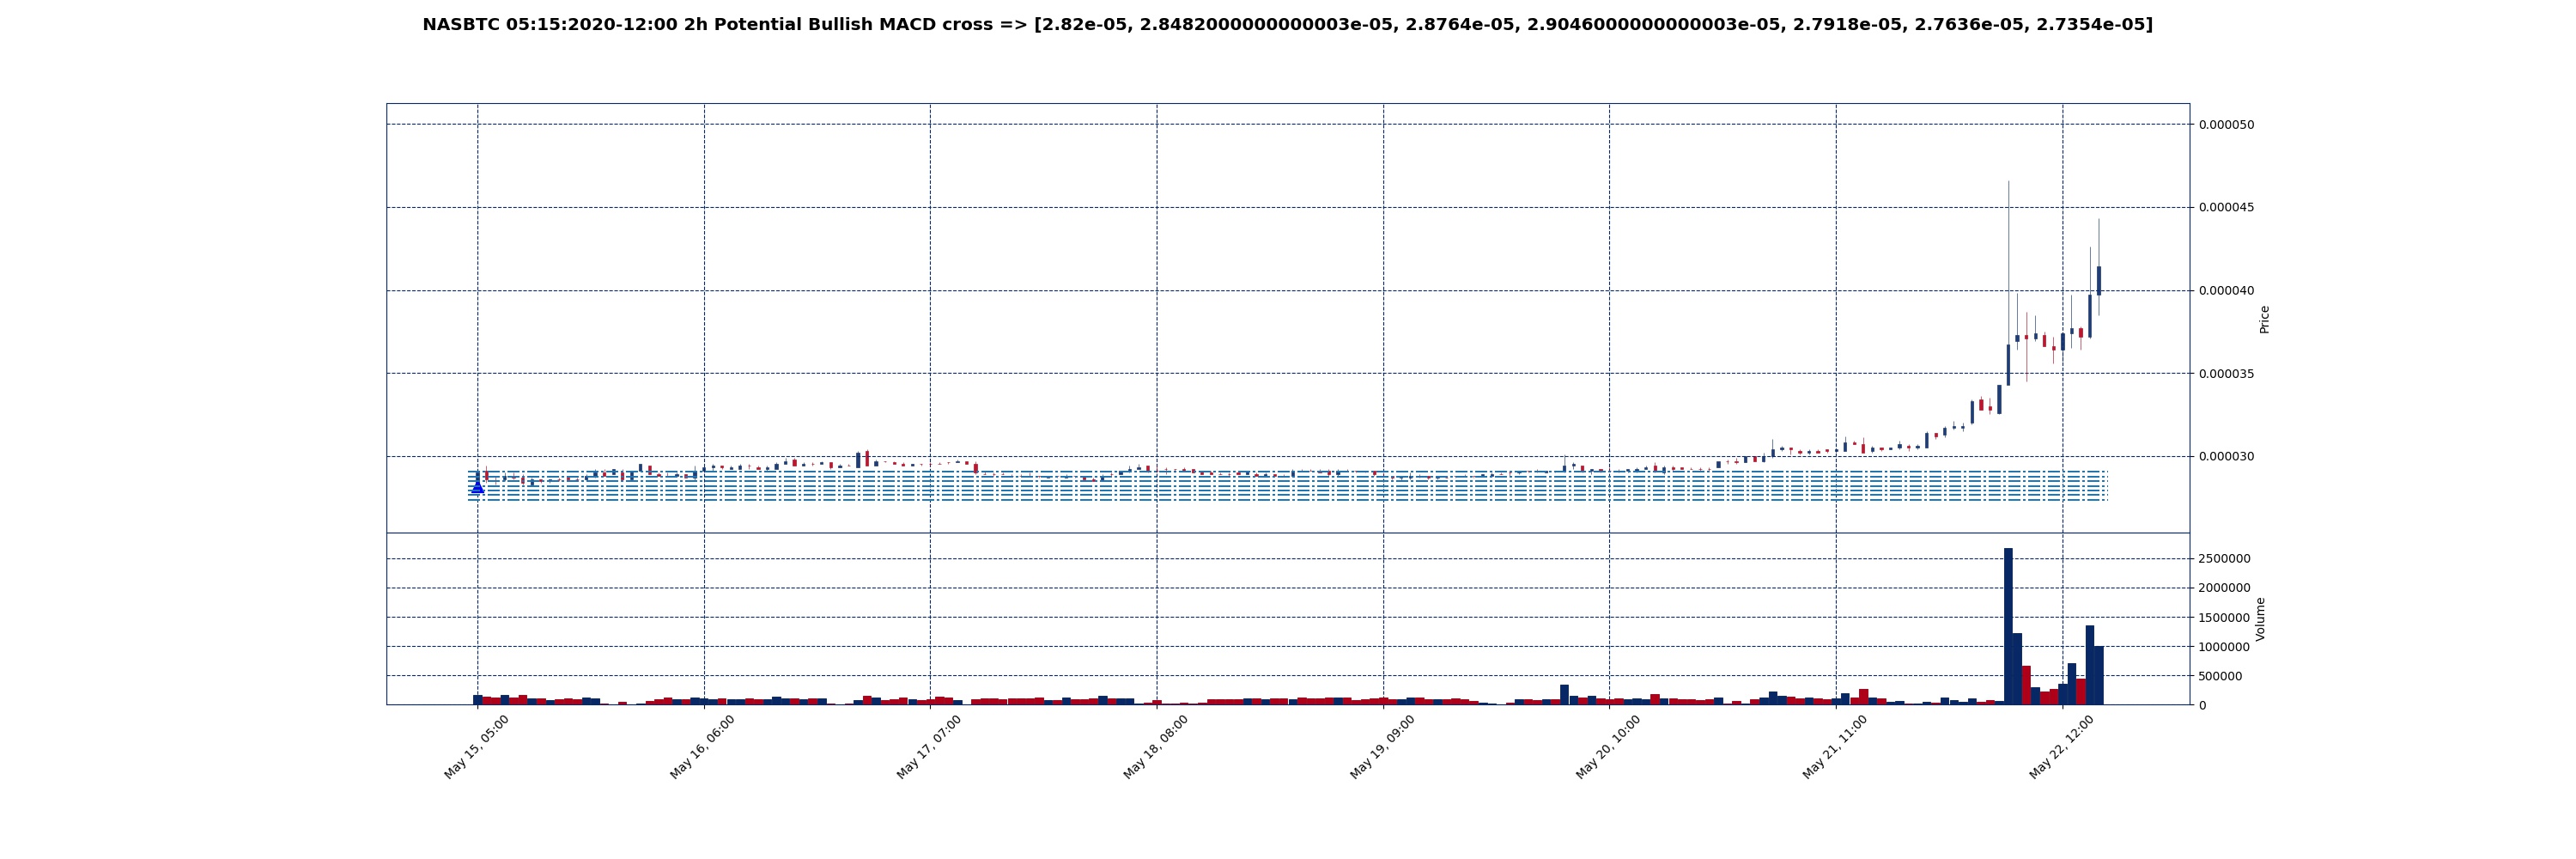 NASBTC 05:15:2020-12:00 2h Potential Bullish MACD cross => [2.82e-05, 2.8482000000000003e-05, 2.8764e-05, 2.9046000000000003e-05, 2.7918e-05, 2.7636e-05, 2.7354e-05]
0.000050
0.000045
0.000040
0.000035
0.000030
Price
2500000
2000000
1500000
1000000
500000
0
Volume
May 15, 05:00
May 16, 06:00
May 17, 07:00
May 18, 08:00
May 19, 09:00
May 20, 10:00
May 21, 11:00
May 22, 12:00